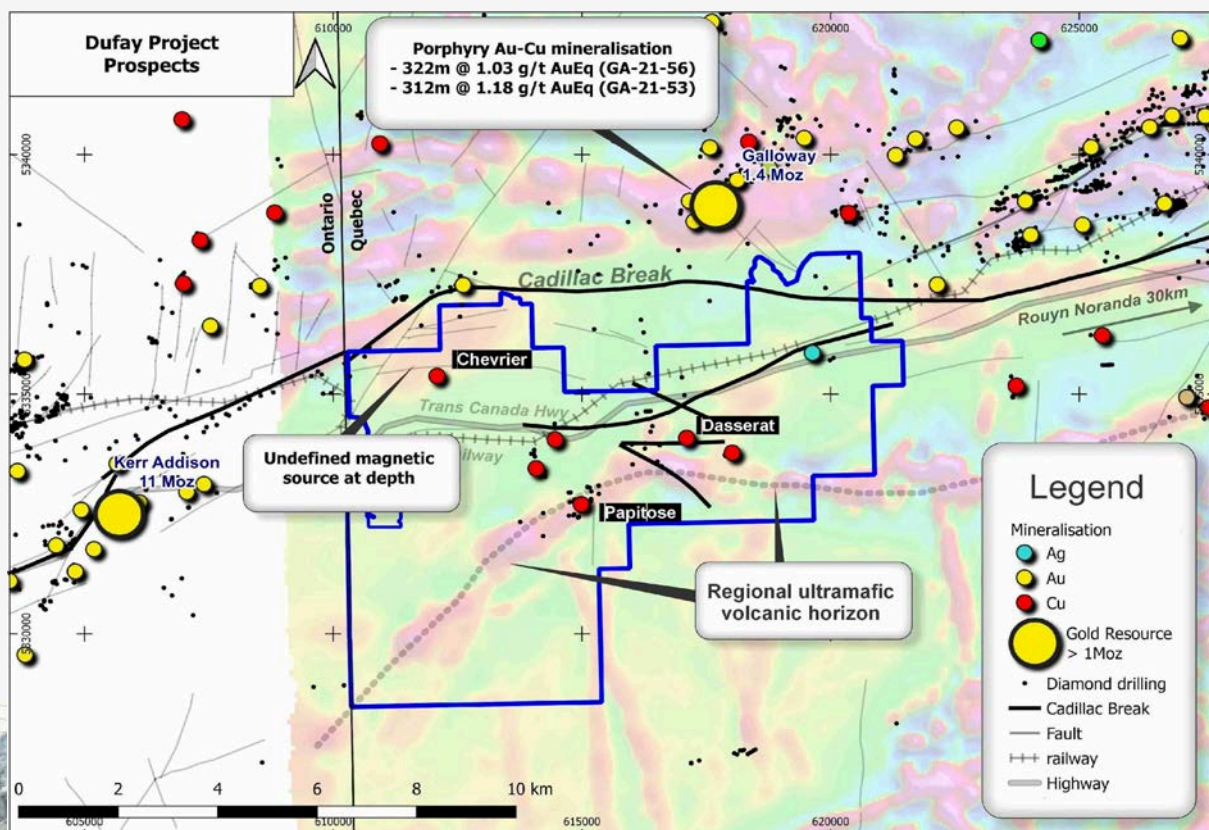 Dufay Project
Prospects
Porphyry Au-Cu mineralisation
- 322m @ 1.03 g/t AuEq (GA-21-56)
- 312m @ 1.18 g/t AuEq (GA-21-53)
610000
620000
625000
5340000
5340000
Galloway
1.4 Moz
Ontario
Quebec
Cadillac Break
Rouyn Noranda 30km
Chevrier
5335000
Trans Canada Hwy
Dasserat
Undefined magnetic
source at depth
Kerr Addison
11 Moz
Papitose
Regional ultramafic
volcanic horizon
5330000
0 2 4 6 8 10 km
605000
610000
615000
620000
Legend
Mineralisation
Ag
Au
Cu
Gold Resource
> 1Moz
Diamond drilling
Cadillac Break
Fault
railway
Highway